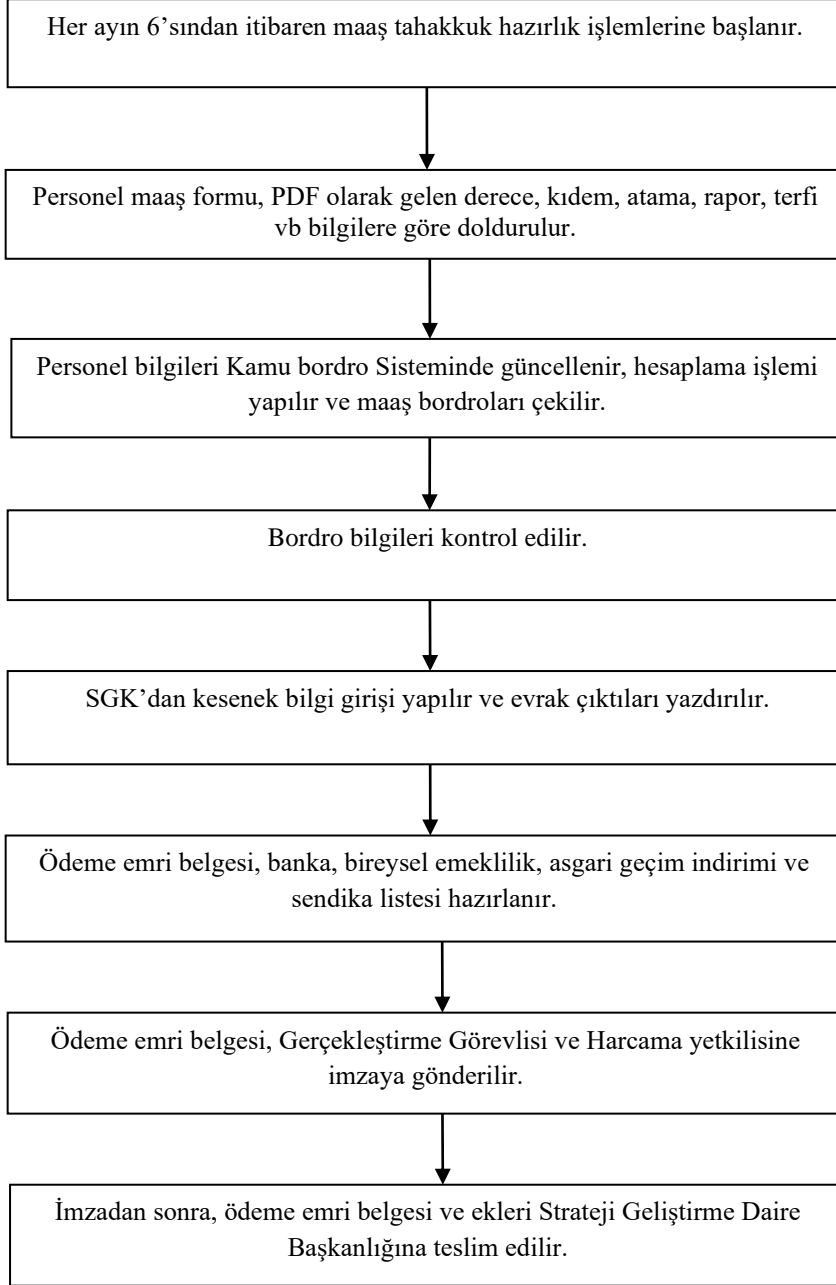 Her ayın 6’sından itibaren maaş tahakkuk hazırlık işlemlerine başlanır.
Personel maaş formu, PDF olarak gelen derece, kıdem, atama, rapor, terfi
vb bilgilere göre doldurulur.
Personel bilgileri Kamu bordro Sisteminde güncellenir, hesaplama işlemi
yapılır ve maaş bordroları çekilir.
Bordro bilgileri kontrol edilir.
SGK’dan kesenek bilgi girişi yapılır ve evrak çıktıları yazdırılır.
Ödeme emri belgesi, banka, bireysel emeklilik, asgari geçim indirimi ve
sendika listesi hazırlanır.
Ödeme emri belgesi, Gerçekleştirme Görevlisi ve Harcama yetkilisine
imzaya gönderilir.
İmzadan sonra, ödeme emri belgesi ve ekleri Strateji Geliştirme Daire
Başkanlığına teslim edilir.